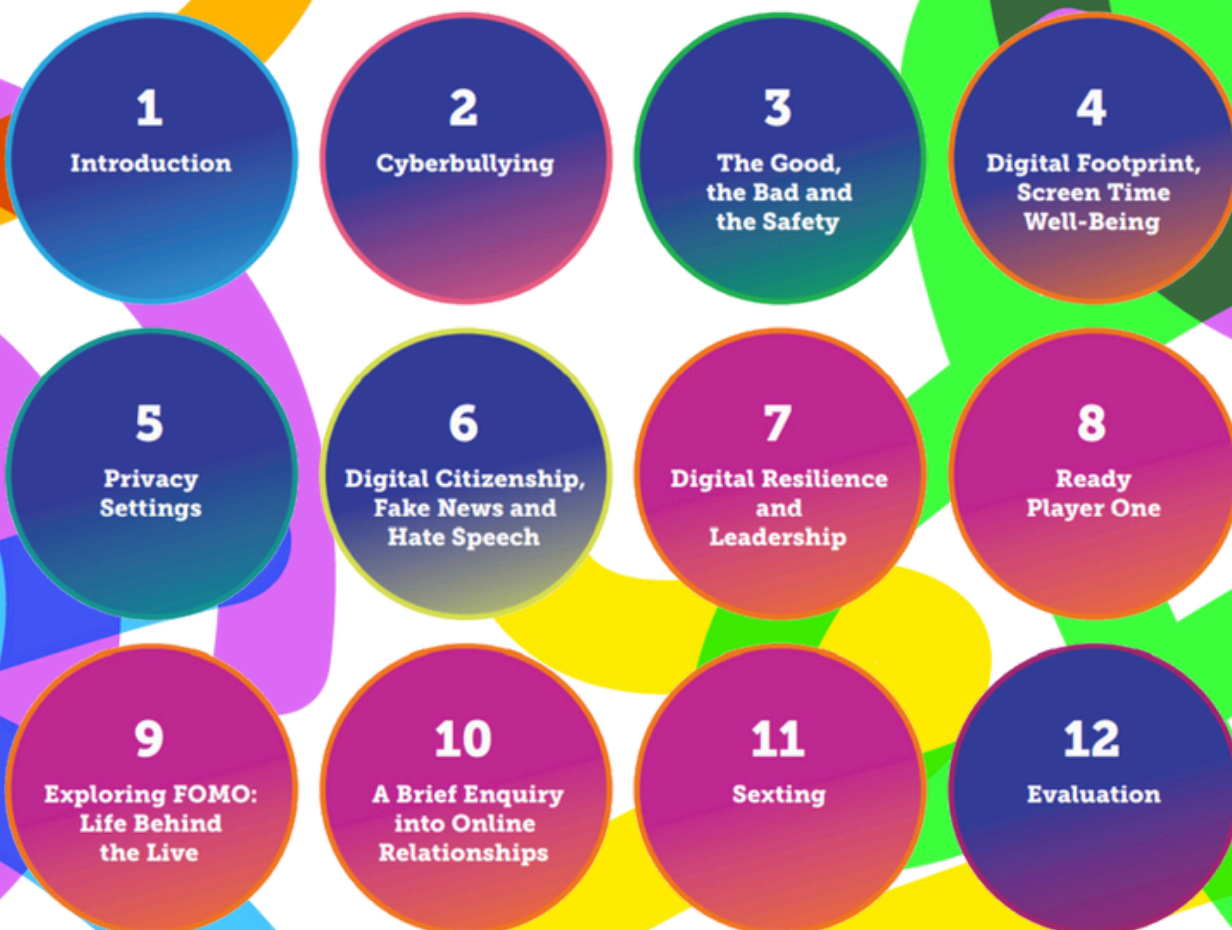 1
Introduction
2
Cyberbullying
3
The Good,
the Bad and
the Safety
4
Digital Footprint,
Screen Time
Well-Being
5
Privacy
Settings
6
Digital Citizenship,
Fake News and
Hate Speech
7
Digital Resilience
and
Leadership
8
Ready
Player One
9
Exploring FOMO:
Life Behind
the Live
10
A Brief Enquiry
into Online
Relationships
11
Sexting
12
Evaluation